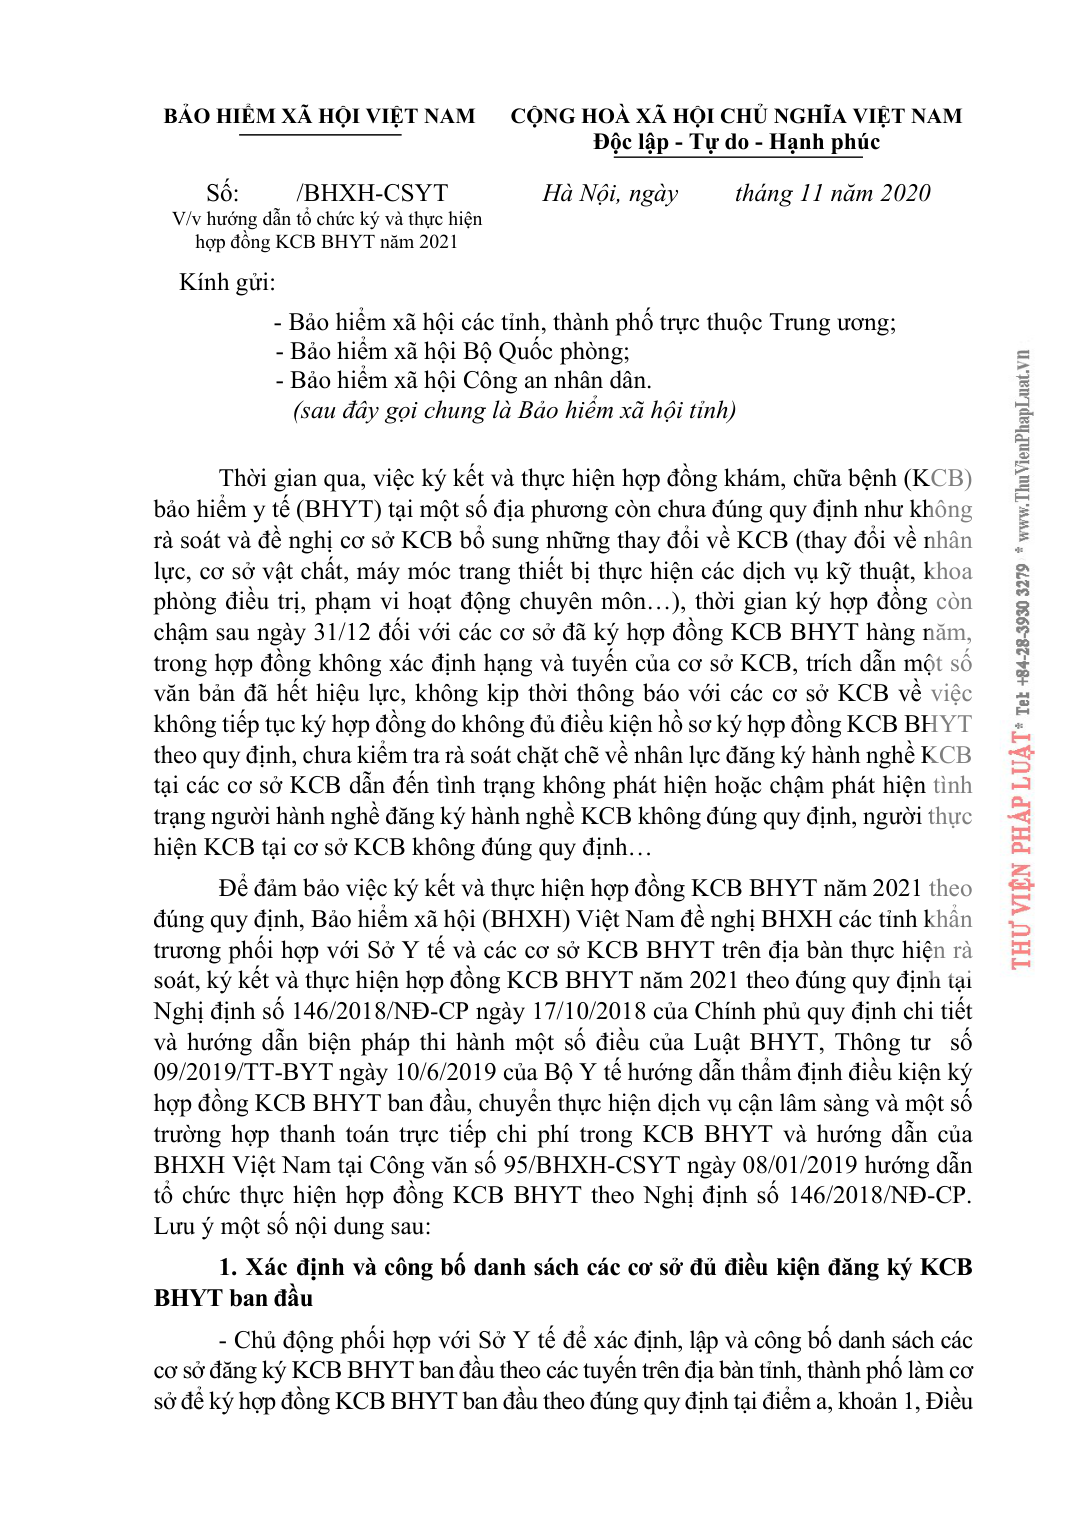 BẢO HIỂM XÃ HỘI VIỆT NAM
CỘNG HOÀ XÃ HỘI CHỦ NGHĨA VIỆT NAM
Độc lập - Tự do - Hạnh phúc
Số: /BHXH-CSYT
Hà Nội, ngày tháng 11 năm 2020
V/v hướng dẫn tổ chức ký và thực hiện
hợp đồng KCB BHYT năm 2021
Kính gửi:
- Bảo hiểm xã hội các tỉnh, thành phố trực thuộc Trung ương;
- Bảo hiểm xã hội Bộ Quốc phòng;
- Bảo hiểm xã hội Công an nhân dân.
(sau đây gọi chung là Bảo hiểm xã hội tỉnh)
Thời gian qua, việc ký kết và thực hiện hợp đồng khám, chữa bệnh (KCB)
bảo hiểm y tế (BHYT) tại một số địa phương còn chưa đúng quy định như không
rà soát và đề nghị cơ sở KCB bổ sung những thay đổi về KCB (thay đổi về nhân
lực, cơ sở vật chất, máy móc trang thiết bị thực hiện các dịch vụ kỹ thuật, khoa
phòng điều trị, phạm vi hoạt động chuyên môn…), thời gian ký hợp đồng còn
chậm sau ngày 31/12 đối với các cơ sở đã ký hợp đồng KCB BHYT hàng năm,
trong hợp đồng không xác định hạng và tuyến của cơ sở KCB, trích dẫn một số
văn bản đã hết hiệu lực, không kịp thời thông báo với các cơ sở KCB về việc
không tiếp tục ký hợp đồng do không đủ điều kiện hồ sơ ký hợp đồng KCB BHYT
theo quy định, chưa kiểm tra rà soát chặt chẽ về nhân lực đăng ký hành nghề KCB
tại các cơ sở KCB dẫn đến tình trạng không phát hiện hoặc chậm phát hiện tình
trạng người hành nghề đăng ký hành nghề KCB không đúng quy định, người thực
hiện KCB tại cơ sở KCB không đúng quy định…
Để đảm bảo việc ký kết và thực hiện hợp đồng KCB BHYT năm 2021 theo
đúng quy định, Bảo hiểm xã hội (BHXH) Việt Nam đề nghị BHXH các tỉnh khẩn
trương phối hợp với Sở Y tế và các cơ sở KCB BHYT trên địa bàn thực hiện rà
soát, ký kết và thực hiện hợp đồng KCB BHYT năm 2021 theo đúng quy định tại
Nghị định số 146/2018/NĐ-CP ngày 17/10/2018 của Chính phủ quy định chi tiết
và hướng dẫn biện pháp thi hành một số điều của Luật BHYT, Thông tư số
09/2019/TT-BYT ngày 10/6/2019 của Bộ Y tế hướng dẫn thẩm định điều kiện ký
hợp đồng KCB BHYT ban đầu, chuyển thực hiện dịch vụ cận lâm sàng và một số
trường hợp thanh toán trực tiếp chi phí trong KCB BHYT và hướng dẫn của
BHXH Việt Nam tại Công văn số 95/BHXH-CSYT ngày 08/01/2019 hướng dẫn
tổ chức thực hiện hợp đồng KCB BHYT theo Nghị định số 146/2018/NĐ-CP.
Lưu ý một số nội dung sau:
1. Xác định và công bố danh sách các cơ sở đủ điều kiện đăng ký KCB
BHYT ban đầu
- Chủ động phối hợp với Sở Y tế để xác định, lập và công bố danh sách các
cơ sở đăng ký KCB BHYT ban đầu theo các tuyến trên địa bàn tỉnh, thành phố làm cơ
sở để ký hợp đồng KCB BHYT ban đầu theo đúng quy định tại điểm a, khoản 1, Điều
THƯ VIỆN PHÁP LUẬT * Tel: +84-28-3930 3279 * www.ThuVienPhapLuat.vn